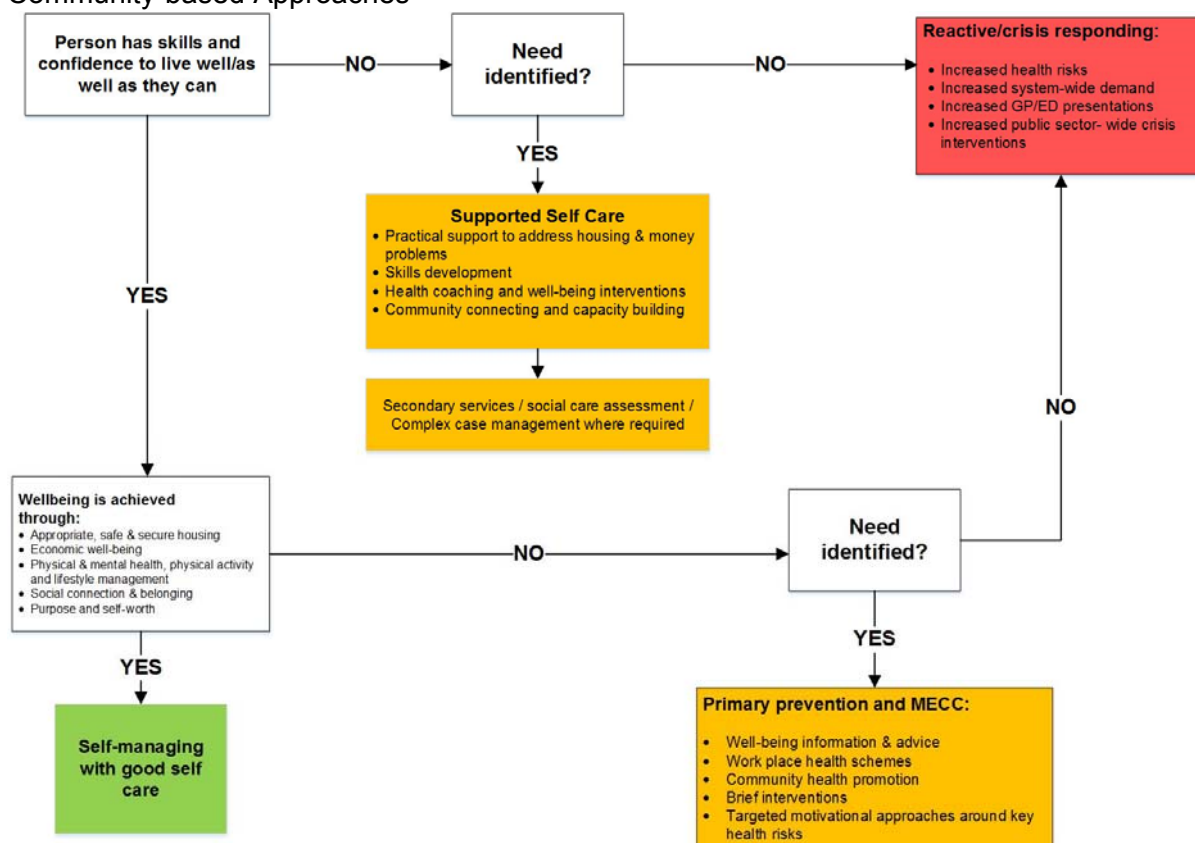 Community-based Approaches
Person has skills and
confidence to live well/as
well as they can
NO
Need
identified?
NO
Reactive/crisis responding:
• Increased health risks
• Increased system-wide demand
• Increased GP/ED presentations
• Increased public sector- wide crisis
interventions
YES
YES
Supported Self Care
• Practical support to address housing & money
problems
• Skills development
• Health coaching and well-being interventions
• Community connecting and capacity building
Secondary services / social care assessment /
Complex case management where required
NO
Wellbeing is achieved
through:
• Appropriate, safe & secure housing
• Economic well-being
• Physical & mental health, physical activity
and lifestyle management
• Social connection & belonging
• Purpose and self-worth
NO
Need
identified?
YES
YES
Self-managing
with good self
care
Primary prevention and MECC:
• Well-being information & advice
• Work place health schemes
• Community health promotion
• Brief interventions
• Targeted motivational approaches around key
health risks